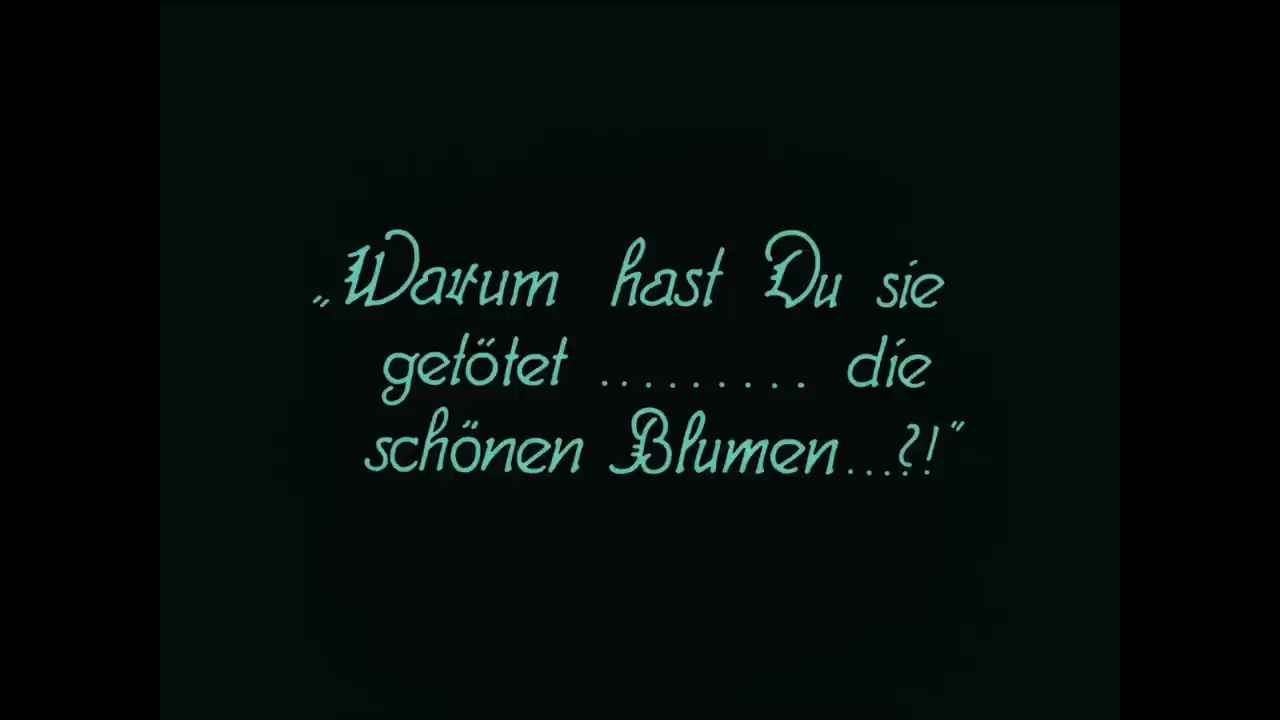 „Warum hast Du sie
getötet ......... die
schönen Blumen...?!"